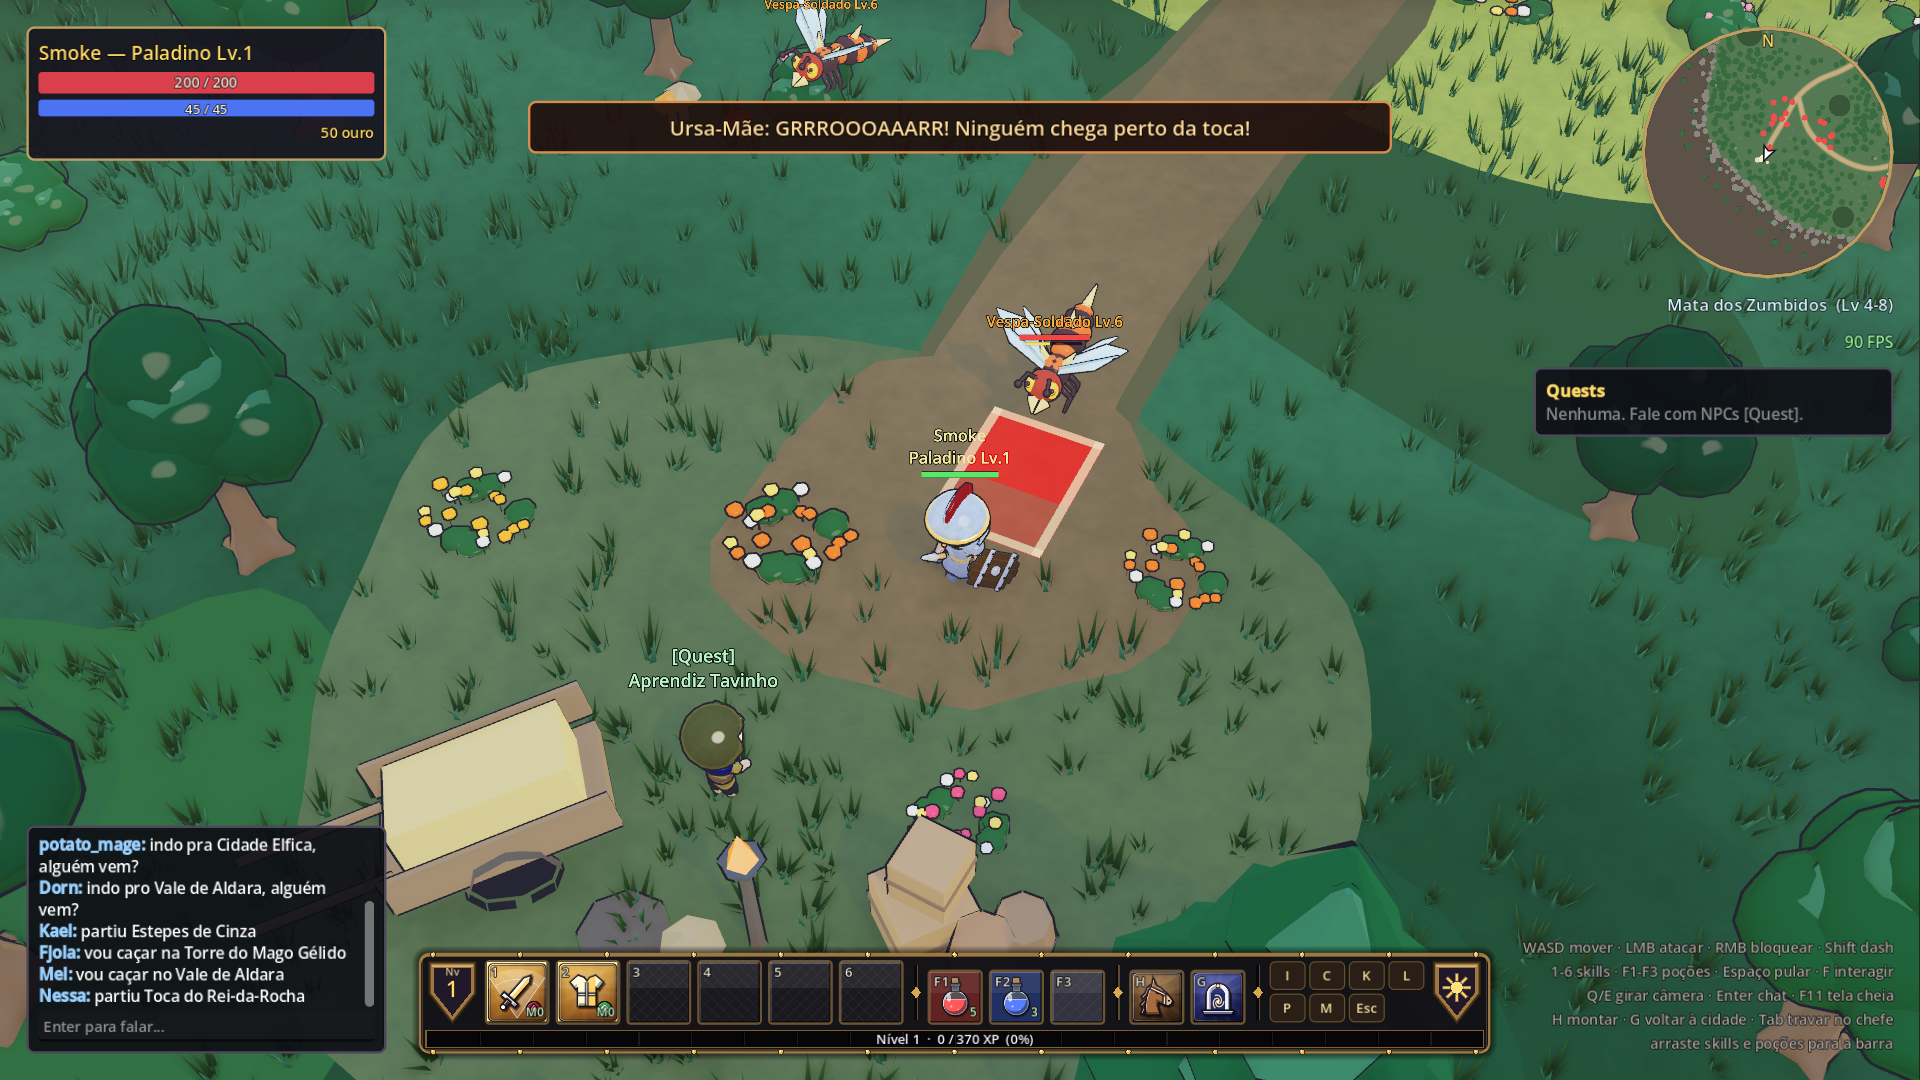 Vespa-Soldado Lv.6
Smoke — Paladino Lv.1
200 / 200
45 / 45
50 ouro
Ursa-Mãe: GRRROOOAAARR! Ninguém chega perto da toca!
N
Mata dos Zumbidos (Lv 4-8)
90 FPS
Quests
Nenhuma. Fale com NPCs [Quest].
Vespa-Soldado Lv.6
Smoke
Paladino Lv.1
[Quest]
Aprendiz Tavinho
potato_mage: indo pra Cidade Elfica,
alguém vem?
Dorn: indo pro Vale de Aldara, alguém
vem?
Kael: partiu Estepes de Cinza
Fjola: vou caçar na Torre do Mago Gélido
Mel: vou caçar no Vale de Aldara
Nessa: partiu Toca do Rei-da-Rocha
Enter para falar...
Nv
1
1
M0
2
M0
3
4
5
6
F1
5
F2
3
F3
H
G
I
C
K
L
P
M
Esc
Nível 1 · 0 / 370 XP (0%)
WASD mover · LMB atacar · RMB bloquear · Shift dash
1-6 skills · F1-F3 poções · Espaço pular · F interagir
Q/E girar câmera · Enter chat · F11 tela cheia
H montar · G voltar à cidade · Tab travar no chefe
arraste skills e poções para a barra